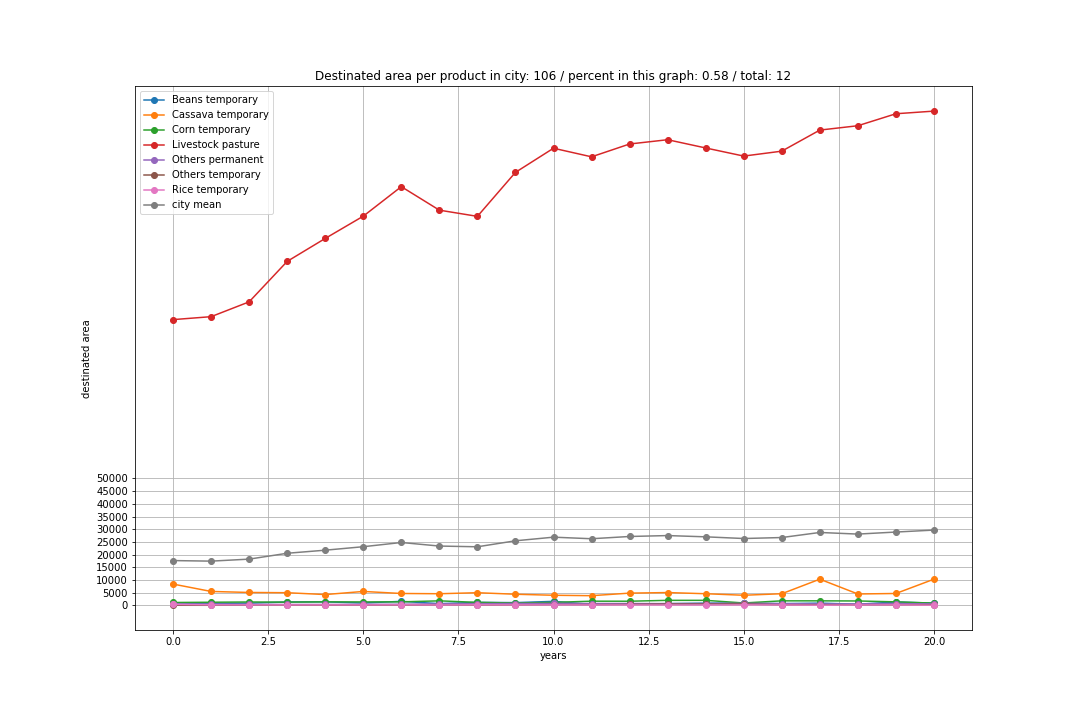 Destinated area per product in city: 106 / percent in this graph: 0.58 / total: 12
Beans temporary
Cassava temporary
Corn temporary
Livestock pasture
Others permanent
Others temporary
Rice temporary
city mean
destinated area
50000
45000
40000
35000
30000
25000
20000
15000
10000
5000
0
0.0 2.5 5.0 7.5 10.0 12.5 15.0 17.5 20.0
years